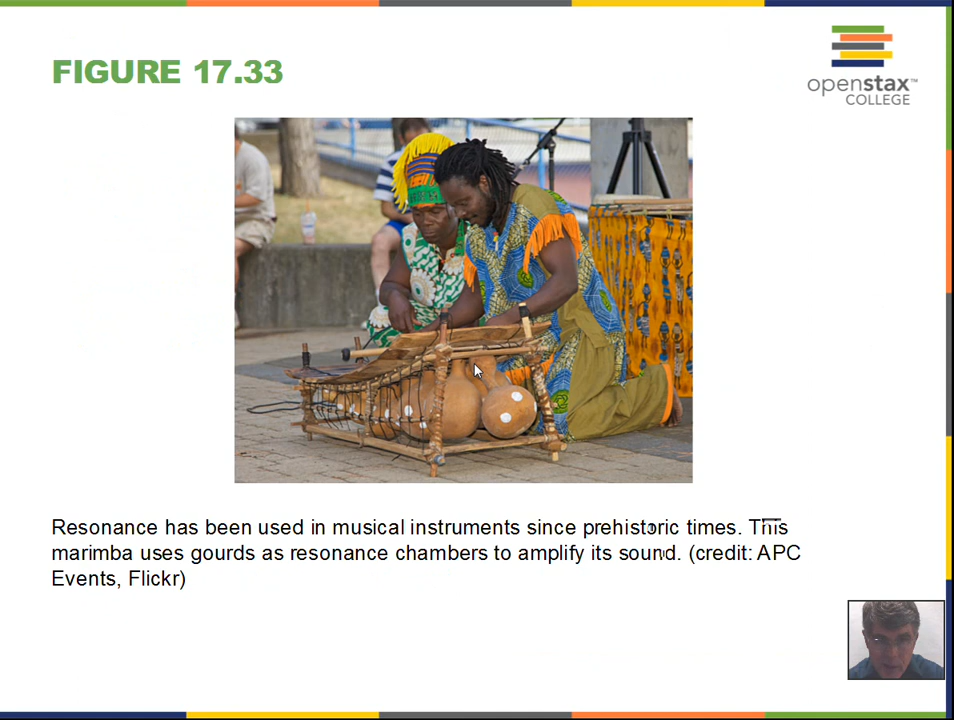 FIGURE 17.33
openstax™
COLLEGE
Resonance has been used in musical instruments since prehistoric times. This
marimba uses gourds as resonance chambers to amplify its sound. (credit: APC
Events, Flickr)